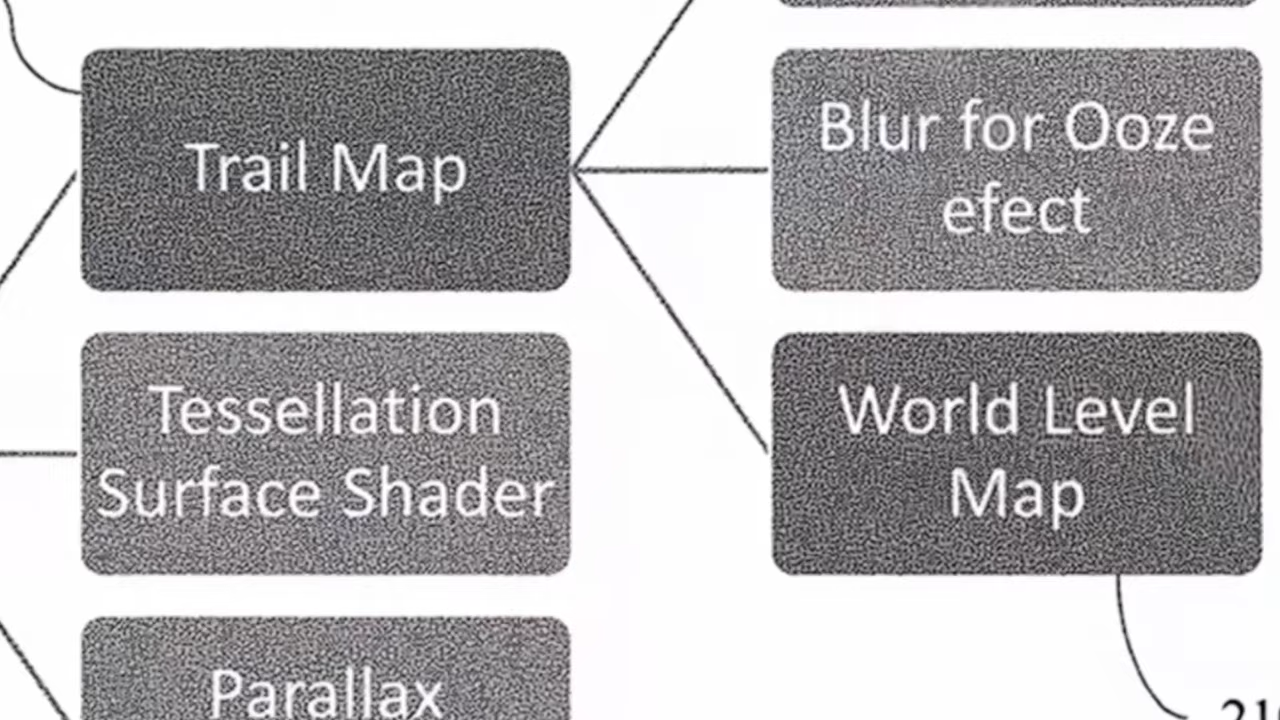 Trail Map
Blur for Ooze
efect
Tessellation
Surface Shader
World Level
Map
Parallax